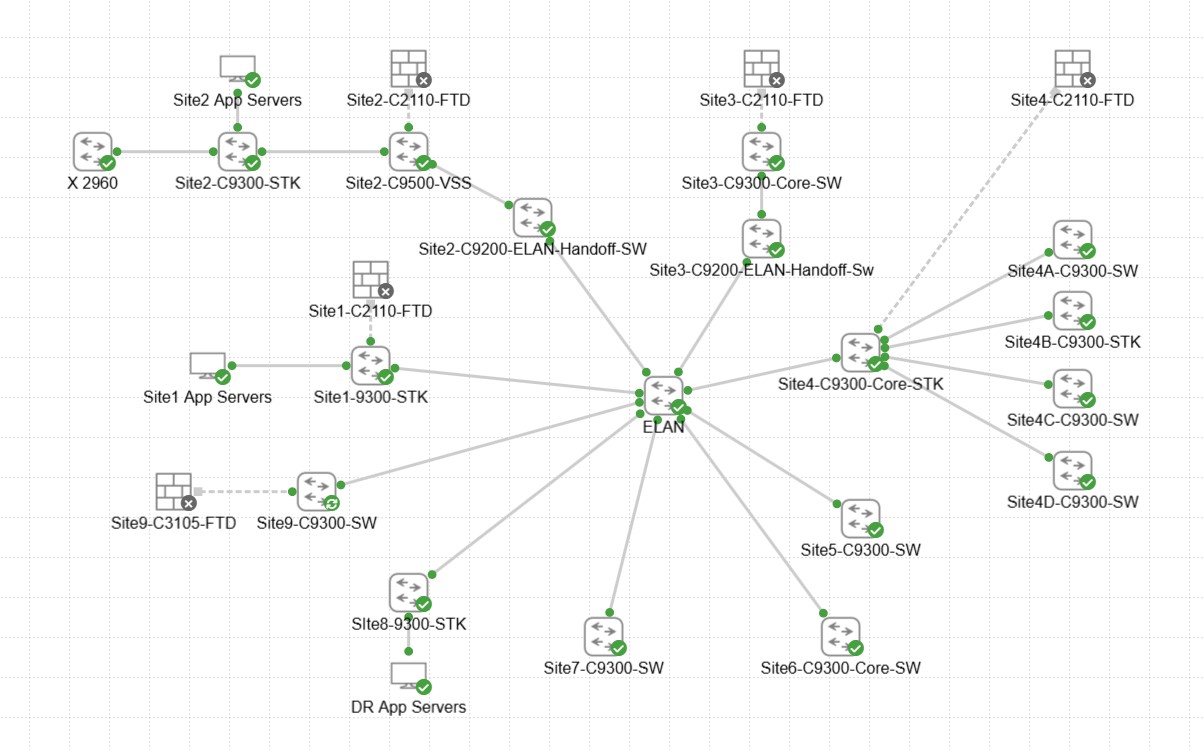 Site2 App Servers
Site2-C2110-FTD
Site3-C2110-FTD
Site4-C2110-FTD
X 2960
Site2-C9300-STK
Site2-C9500-VSS
Site3-C9300-Core-SW
Site2-C9200-ELAN-Handoff-SW
Site3-C9200-ELAN-Handoff-Sw
Site4A-C9300-SW
Site1-C2110-FTD
Site4B-C9300-STK
Site4-C9300-Core-STK
Site1 App Servers
Site1-9300-STK
Site4C-C9300-SW
ELAN
Site4D-C9300-SW
Site9-C3105-FTD
Site9-C9300-SW
Site5-C9300-SW
SIte8-9300-STK
Site7-C9300-SW
Site6-C9300-Core-SW
DR App Servers